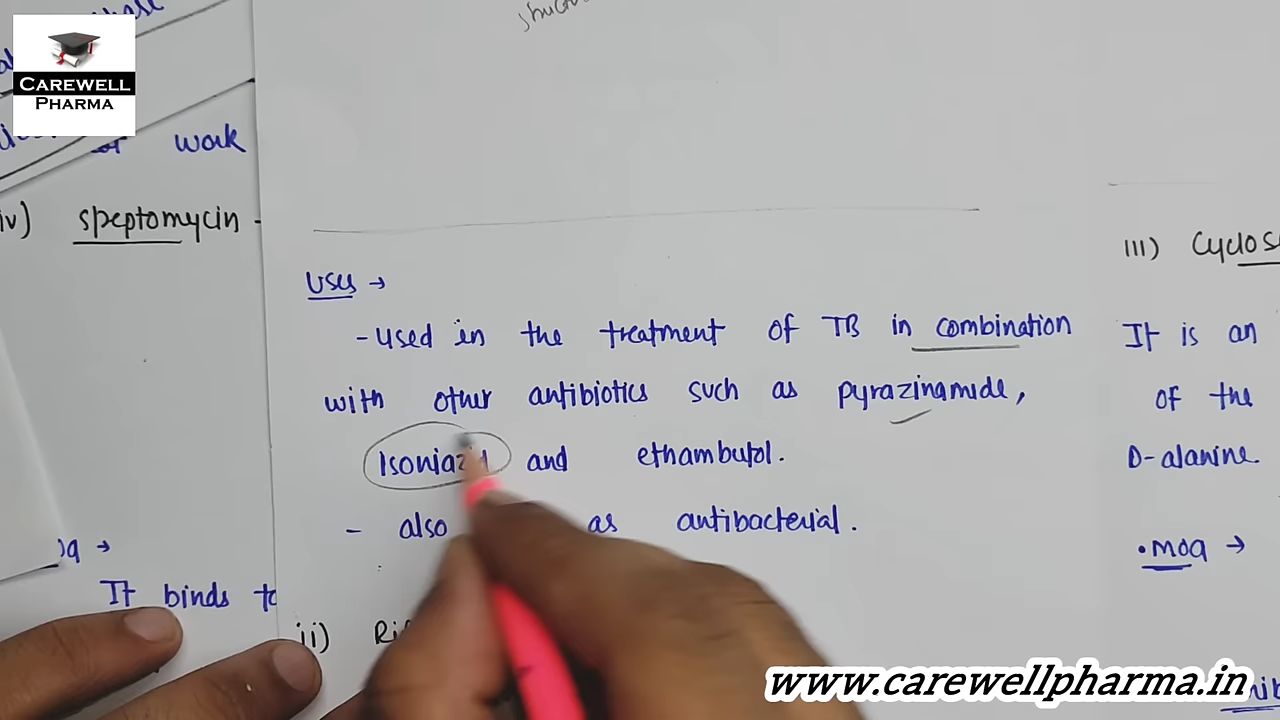 CAREWELL
PHARMA
work
iv) speptomycin -
It binds to
Uses →
- used in the treatment of TB in combination
with other antibiotics such as pyrazinamide,
Isoniazid and ethambutol.
- also as antibacterial.
ii)
III)
It is an
of the
D-alanine
• MOA →
www.carewellpharma.in